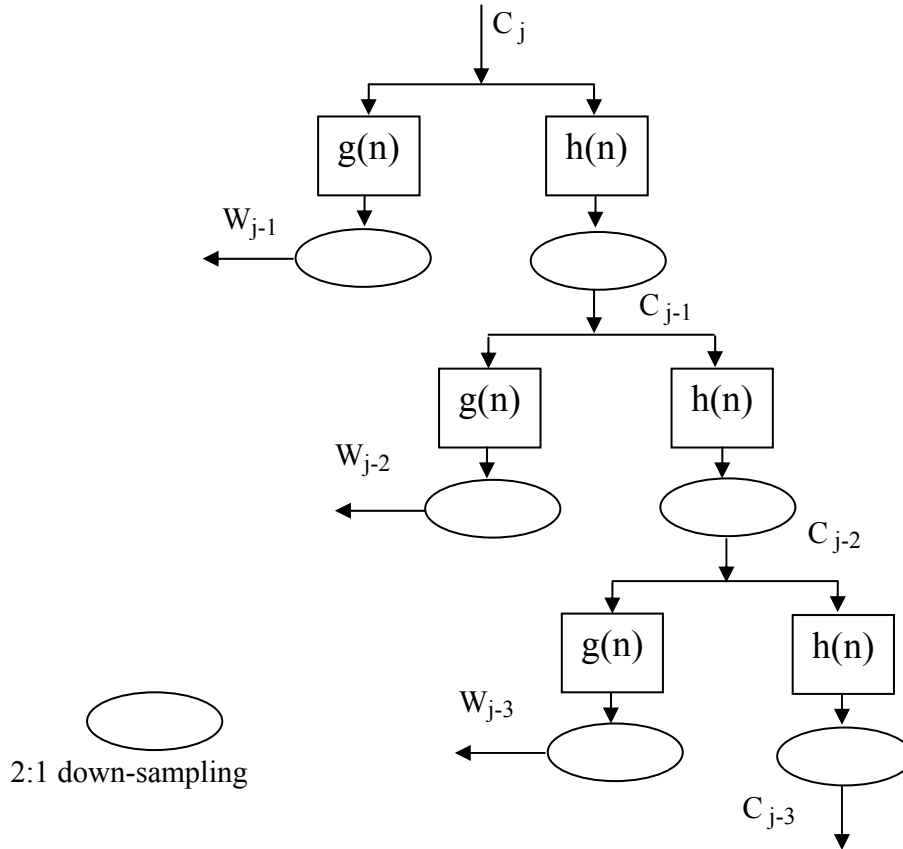 C j
g(n)
h(n)
W j-1
C j-1
g(n)
h(n)
W j-2
C j-2
g(n)
h(n)
W j-3
2:1 down-sampling
C j-3